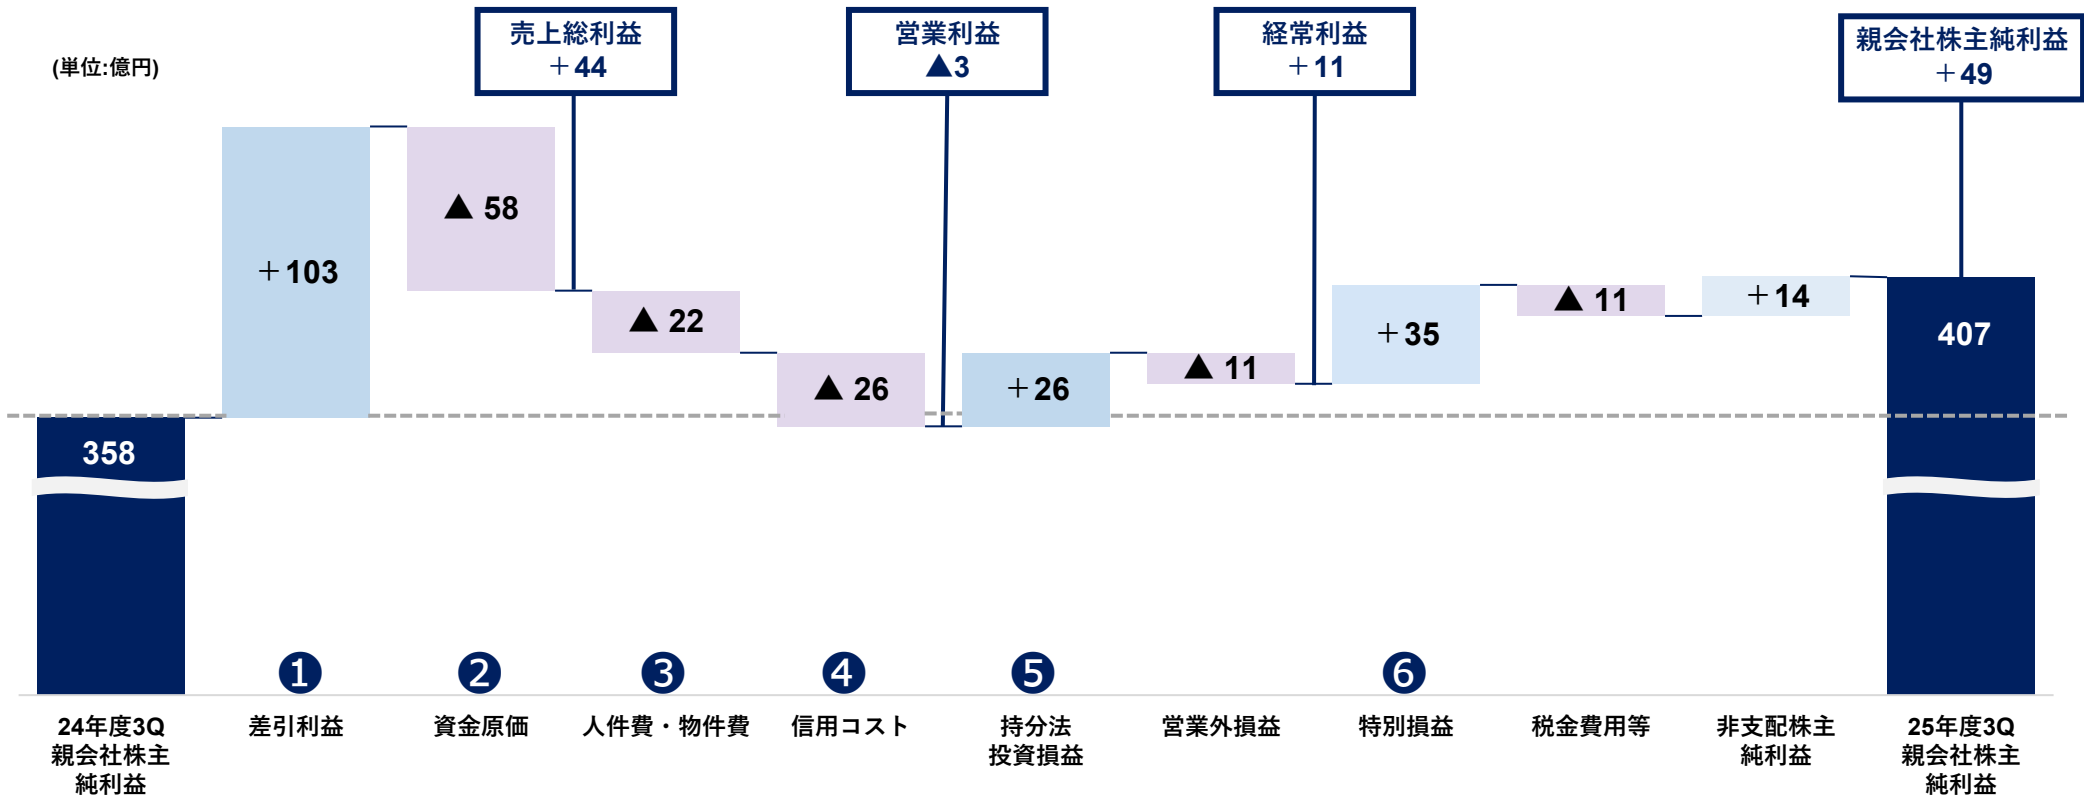 (単位:億円)
売上総利益
＋44
営業利益
▲3
経常利益
＋11
親会社株主純利益
＋49
358
＋103
▲ 58
▲ 22
▲ 26
＋26
▲ 11
＋35
▲ 11
＋14
407
❶
❷
❸
❹
❺
❻
24年度3Q
親会社株主
純利益
差引利益
資金原価
人件費・物件費
信用コスト
持分法
投資損益
営業外損益
特別損益
税金費用等
非支配株主
純利益
25年度3Q
親会社株主
純利益